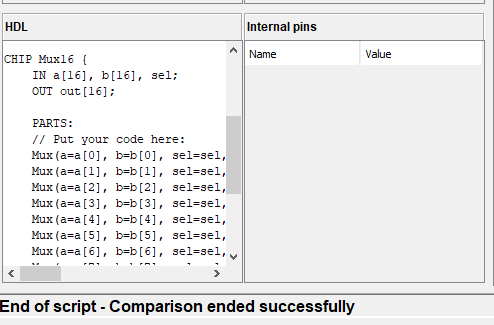 HDL
Internal pins
Name
Value
CHIP Mux16 {
IN a[16], b[16], sel;
OUT out[16];
PARTS:
// Put your code here:
Mux(a=a[0], b=b[0], sel=sel,
Mux(a=a[1], b=b[1], sel=sel,
Mux(a=a[2], b=b[2], sel=sel,
Mux(a=a[3], b=b[3], sel=sel,
Mux(a=a[4], b=b[4], sel=sel,
Mux(a=a[5], b=b[5], sel=sel,
Mux(a=a[6], b=b[6], sel=sel,
End of script - Comparison ended successfully